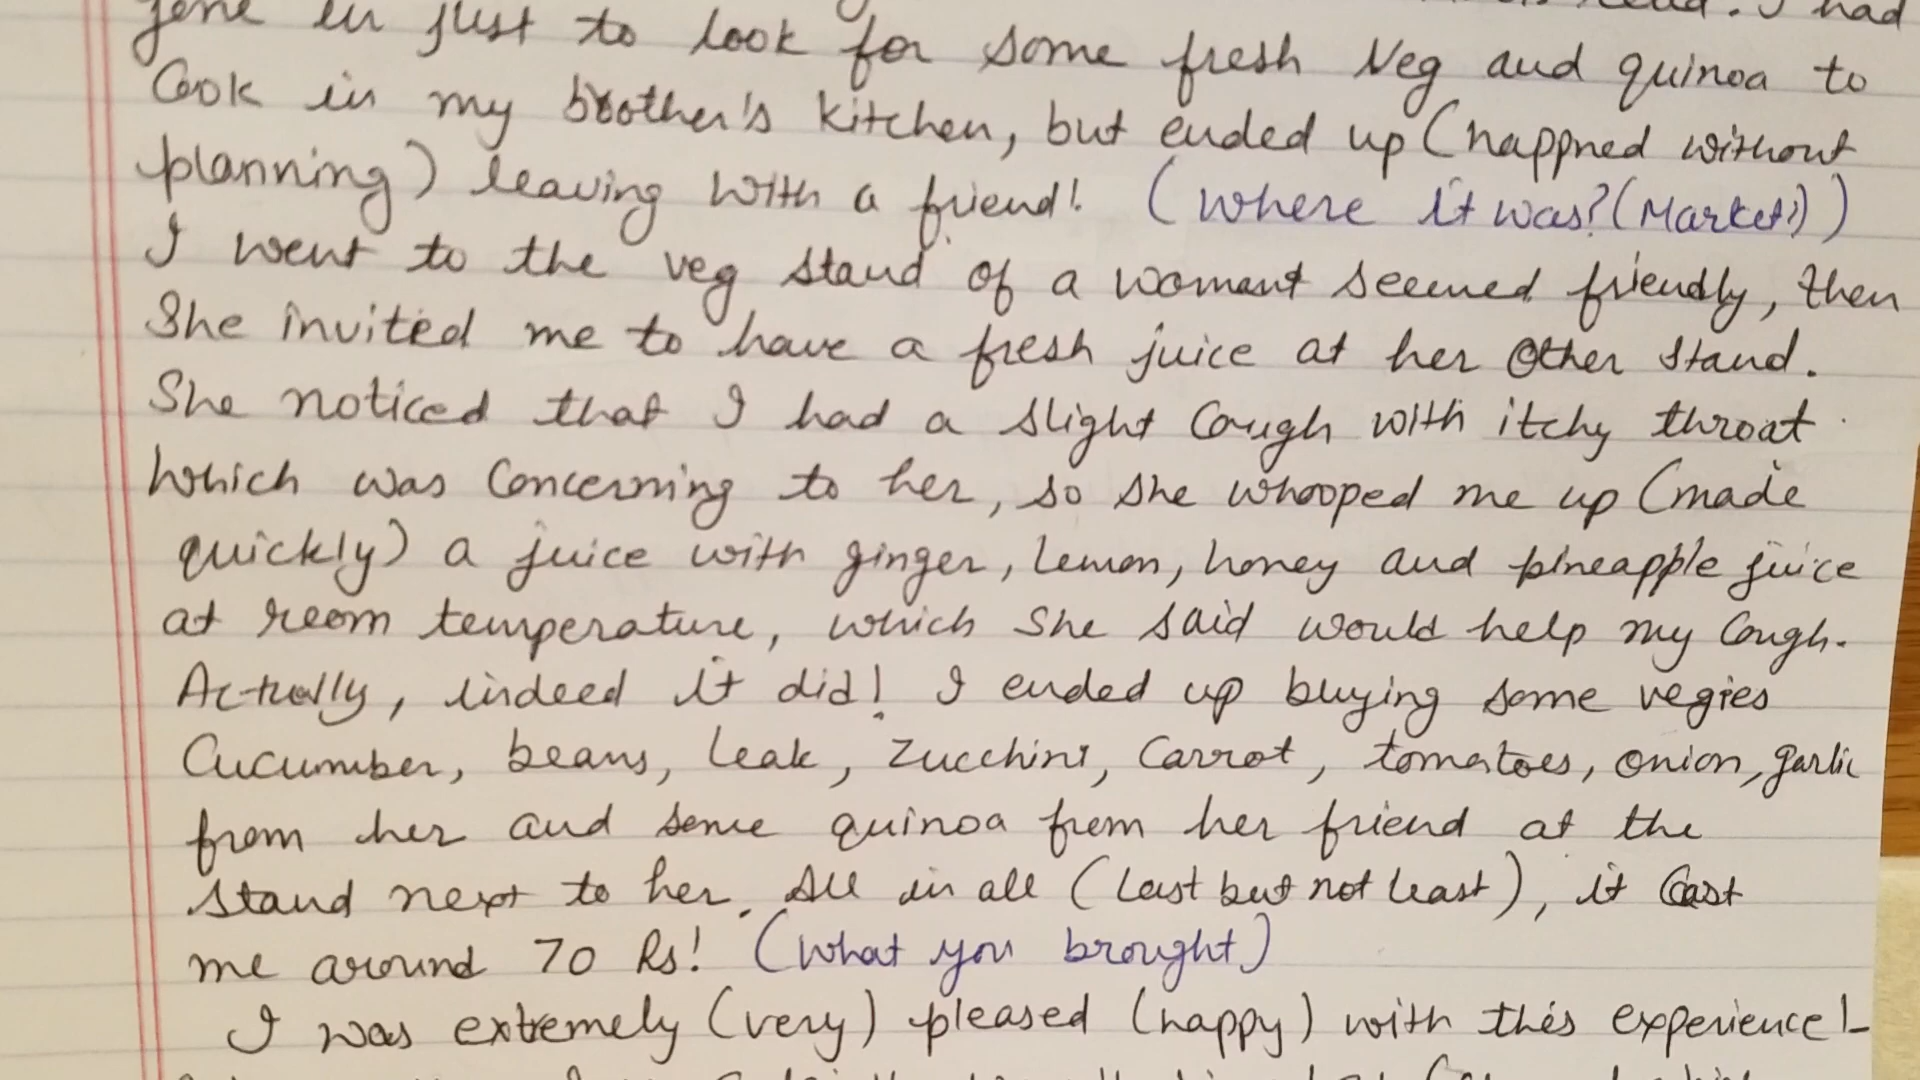 gone in just to look for some fresh Veg and quinoa to
Cook in my brother's kitchen, but ended up (happned without
planning) leaving with a friend! (where it was? (Market))
I went to the veg stand of a woman seemed friendly, then
She invited me to have a fresh juice at her Other stand.
She noticed that I had a slight Cough with itchy throat
which was Concerning to her, so she whooped me up (made
quickly) a juice with ginger, lemon, honey and pineapple juice
at room temperature, which she said would help my Cough.
Actually, indeed it did! I ended up buying some vegies
Cucumber, beans, leak, zucchini, Carrot, tomatoes, onion, garlic
from her and some quinoa from her friend at the
stand next to her. All in all (last but not least), it Cost
me around 70 Rs! (what you brought)
I was extremely (very) pleased (happy) with this experience!